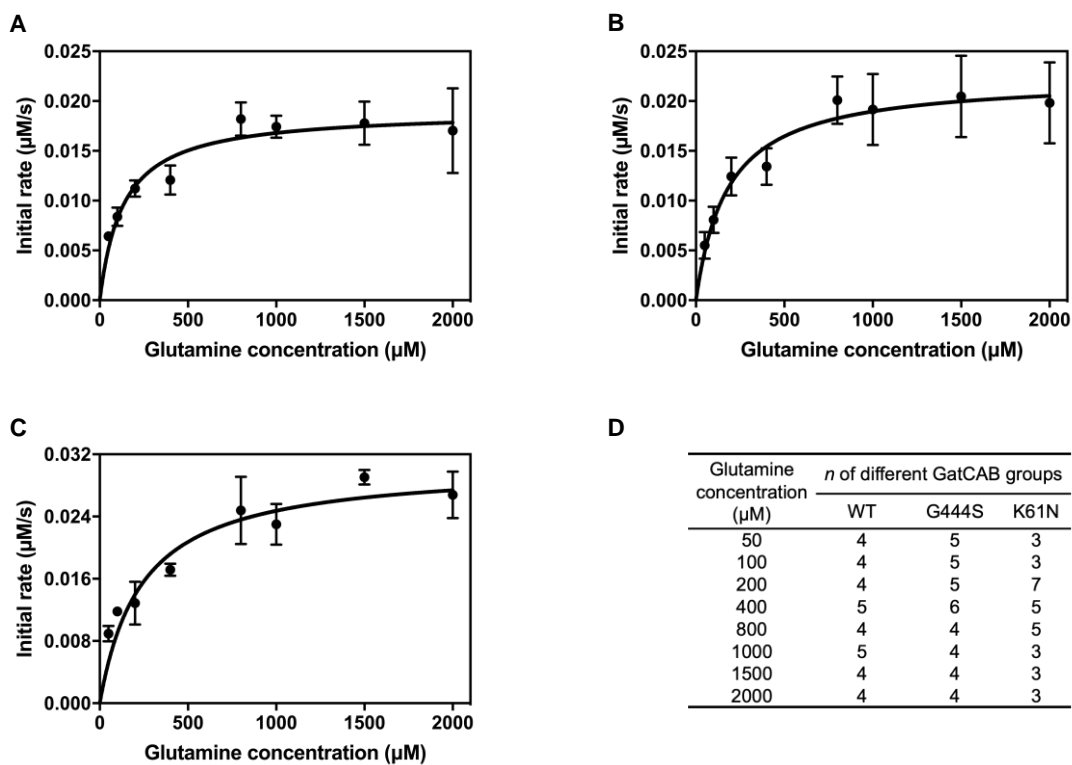 A
0.025
0.020
0.015
0.010
0.005
0.000
Initial rate (µM/s)
0 500 1000 1500 2000
Glutamine concentration (µM)
B
0.025
0.020
0.015
0.010
0.005
0.000
Initial rate (µM/s)
0 500 1000 1500 2000
Glutamine concentration (µM)
C
0.032
0.024
0.016
0.008
0.000
Initial rate (µM/s)
0 500 1000 1500 2000
Glutamine concentration (µM)
D
Glutamine concentration (µM)
n of different GatCAB groups
WT G444S K61N
50 4 5 3
100 4 5 3
200 4 5 7
400 5 6 5
800 4 4 5
1000 5 4 3
1500 4 4 3
2000 4 4 3